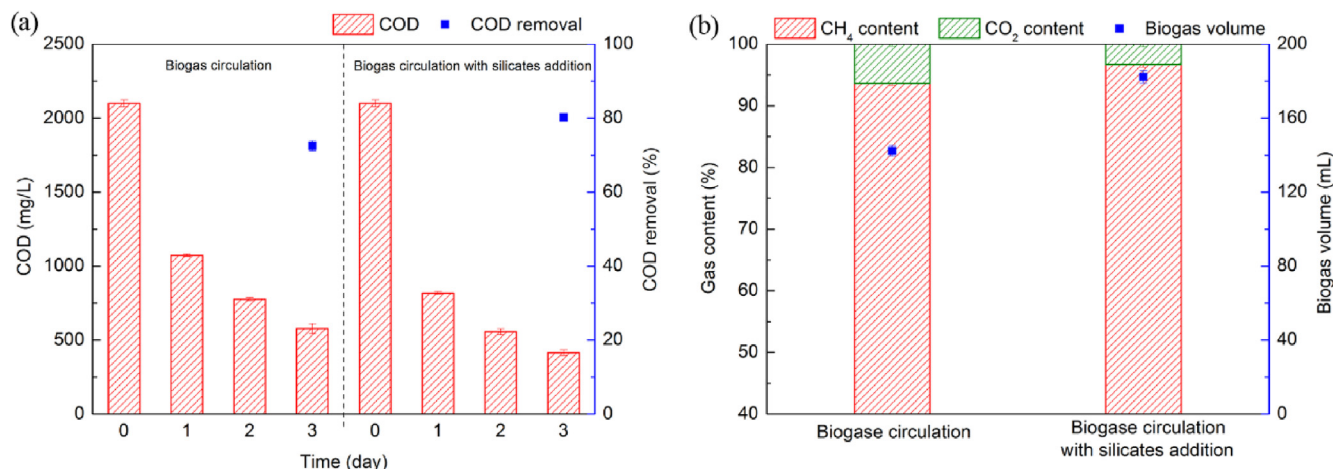 (a)
COD
COD removal
2500
2000
1500
1000
500
0
COD (mg/L)
Biogas circulation
Biogas circulation with silicates addition
100
80
60
40
20
0
COD removal (%)
0
1
2
3
0
1
2
3
Time (day)
(b)
CH₄ content
CO₂ content
Biogas volume
100
90
80
70
60
50
40
Gas content (%)
200
160
120
80
40
0
Biogas volume (mL)
Biogase circulation
Biogase circulation
with silicates addition